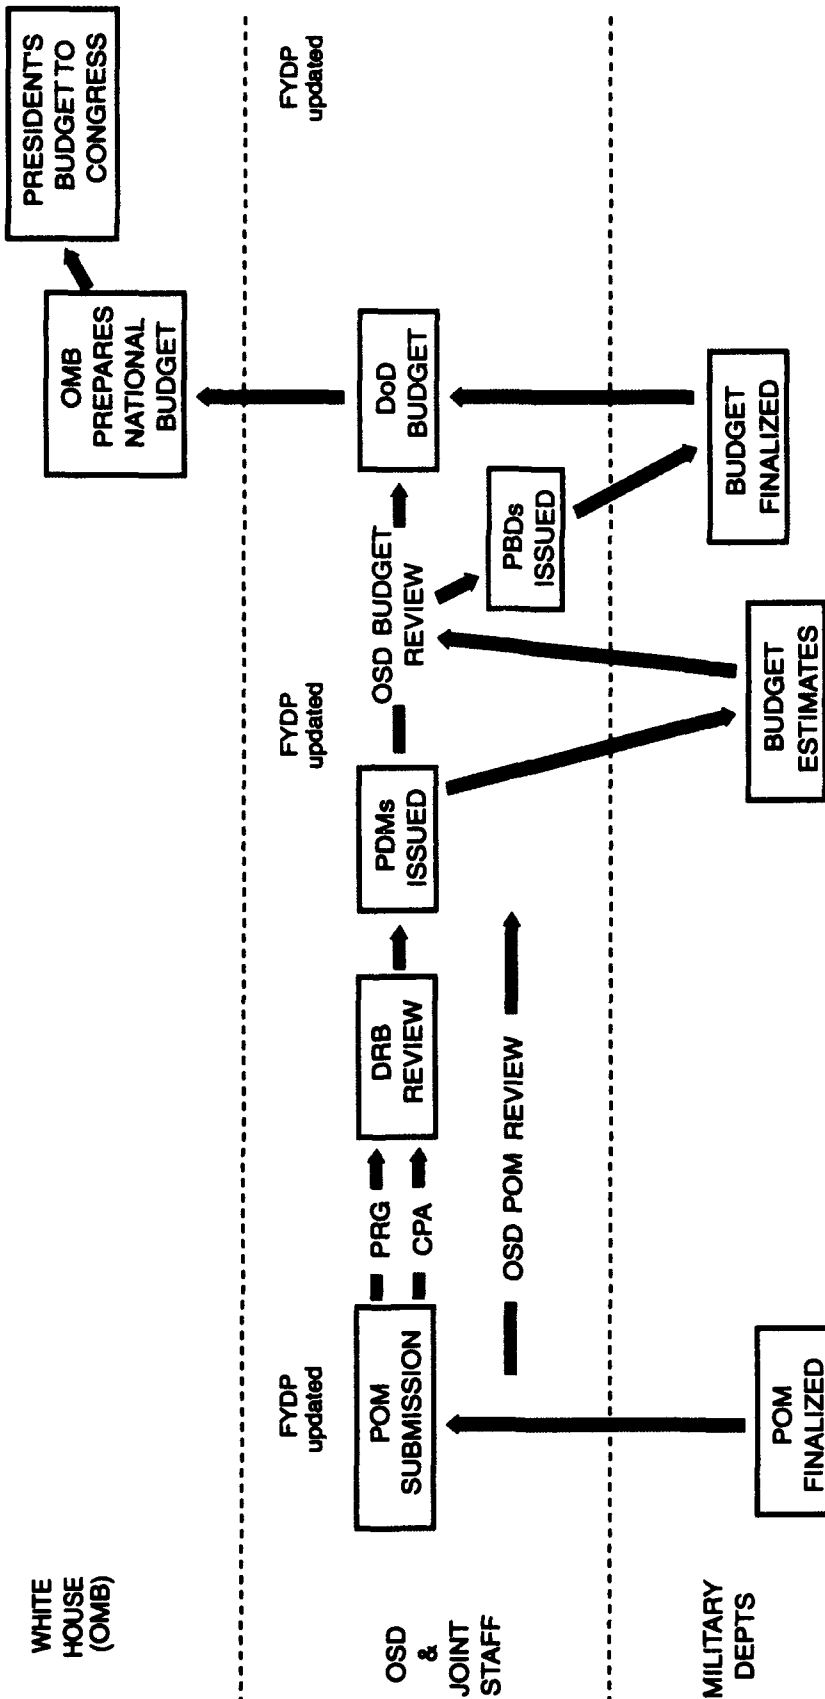 WHITE
HOUSE
(OMB)
OMB
PREPARES
NATIONAL
BUDGET
PRESIDENT'S
BUDGET TO
CONGRESS
FYDP
updated
FYDP
updated
FYDP
updated
OSD
&
JOINT
STAFF
POM
SUBMISSION
PRG
CPA
DRB
REVIEW
PDMs
ISSUED
OSD BUDGET
REVIEW
DoD
BUDGET
OSD POM REVIEW
PBDs
ISSUED
MILITARY
DEPTS
POM
FINALIZED
BUDGET
ESTIMATES
BUDGET
FINALIZED